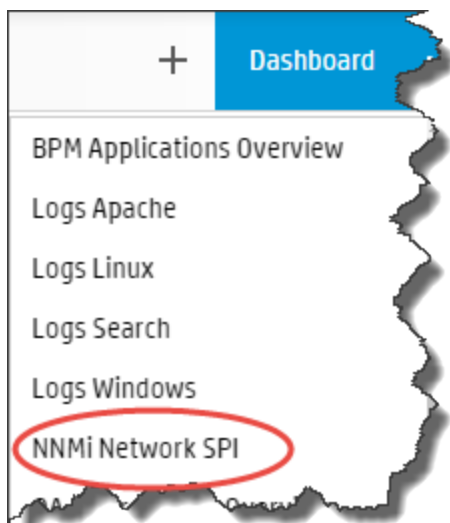 + Dashboard
BPM Applications Overview
Logs Apache
Logs Linux
Logs Search
Logs Windows
NNMi Network SPI